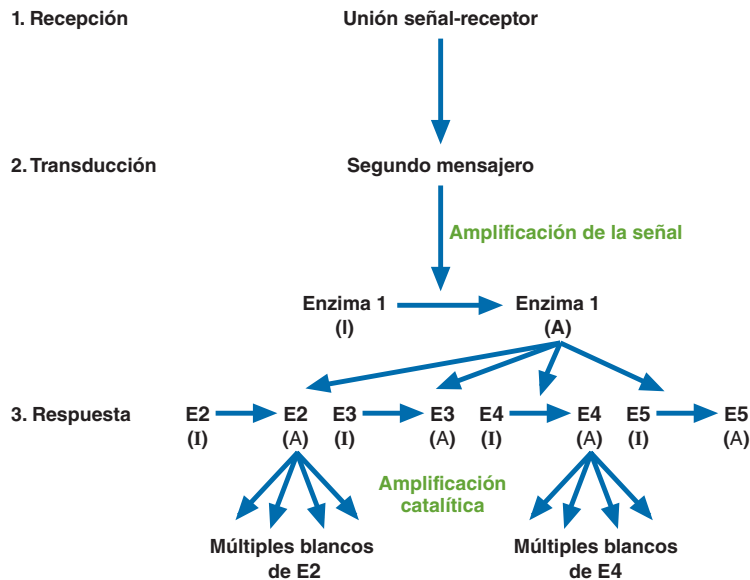 1. Recepción
Unión señal-receptor
2. Transducción
Segundo mensajero
Amplificación de la señal
Enzima 1
(I)
Enzima 1
(A)
3. Respuesta
E2 E2 E3 E3 E4 E4 E5 E5
(I) (A) (I) (A) (I) (A) (I) (A)
Amplificación
catalítica
Múltiples blancos
de E2
Múltiples blancos
de E4